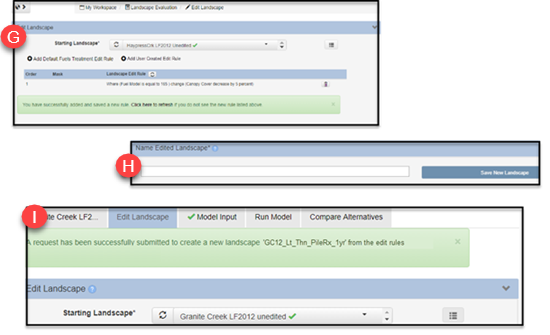 My Workspace Landscape Evaluation Edit Landscape
G
Edit Landscape
Starting Landscape* LF2012 Unedited
Add Default Fuels Treatment Edit Rule Add User Created Edit Rule
Order Mask Landscape Edit Rule
1 Where (Fuel Model is equal to 165 ) change (Canopy Cover decrease by 5 percent)
You have successfully added and saved a new rule. Click here to refresh if you do not see the new rule listed above
H
Name Edited Landscape*
Save New Landscape
I
ite Creek LF2... Edit Landscape Model Input Run Model Compare Alternatives
A request has been successfully submitted to create a new landscape 'GC12_Lt_Thn_PileRx_1yr' from the edit rules
Edit Landscape
Starting Landscape* Granite Creek LF2012 unedited